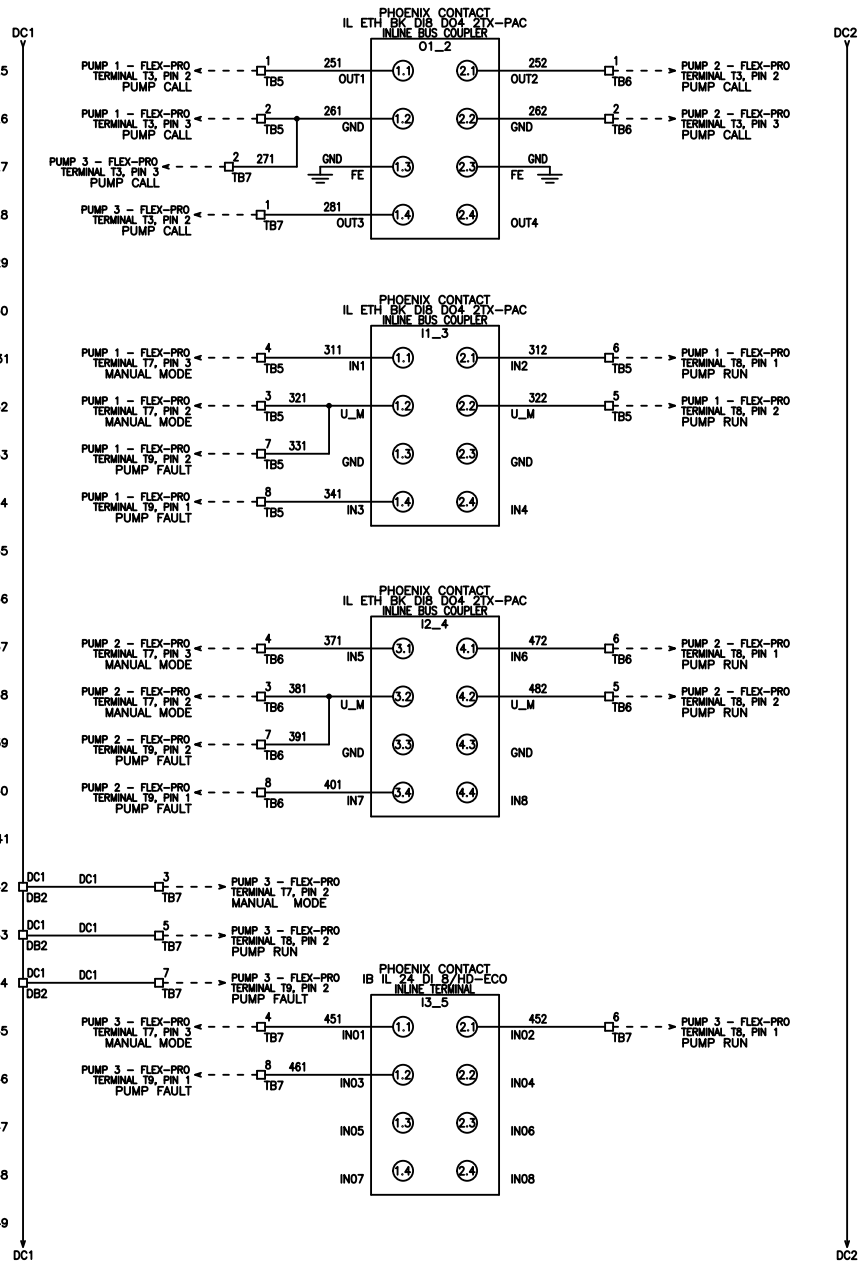 PHOENIX CONTACT
IL ETH BK DI8 DO4 2TX-PAC
INLINE BUS COUPLER
DC1
DC2
O1_2
5
PUMP 1 - FLEX-PRO
TERMINAL T3, PIN 2
PUMP CALL
1
TB5
251
OUT1
1.1
2.1
252
OUT2
1
TB6
PUMP 2 - FLEX-PRO
TERMINAL T3, PIN 2
PUMP CALL
6
PUMP 1 - FLEX-PRO
TERMINAL T3, PIN 3
PUMP CALL
2
TB5
261
GND
1.2
2.2
262
GND
2
TB6
PUMP 2 - FLEX-PRO
TERMINAL T3, PIN 3
PUMP CALL
7
PUMP 3 - FLEX-PRO
TERMINAL T3, PIN 3
PUMP CALL
2
TB7
271
GND
FE
1.3
2.3
GND
FE
8
PUMP 3 - FLEX-PRO
TERMINAL T3, PIN 2
PUMP CALL
1
TB7
281
OUT3
1.4
2.4
OUT4
29
0
PHOENIX CONTACT
IL ETH BK DI8 DO4 2TX-PAC
INLINE BUS COUPLER
I1_3
31
PUMP 1 - FLEX-PRO
TERMINAL T7, PIN 3
MANUAL MODE
4
TB5
311
IN1
1.1
2.1
312
IN2
6
TB5
PUMP 1 - FLEX-PRO
TERMINAL T8, PIN 1
PUMP RUN
2
PUMP 1 - FLEX-PRO
TERMINAL T7, PIN 2
MANUAL MODE
3
TB5
321
U_M
1.2
2.2
322
U_M
5
TB5
PUMP 1 - FLEX-PRO
TERMINAL T8, PIN 2
PUMP RUN
3
PUMP 1 - FLEX-PRO
TERMINAL T9, PIN 2
PUMP FAULT
7
TB5
331
GND
1.3
2.3
GND
4
PUMP 1 - FLEX-PRO
TERMINAL T9, PIN 1
PUMP FAULT
8
TB5
341
IN3
1.4
2.4
IN4
5
6
PHOENIX CONTACT
IL ETH BK DI8 DO4 2TX-PAC
INLINE BUS COUPLER
I2_4
7
PUMP 2 - FLEX-PRO
TERMINAL T7, PIN 3
MANUAL MODE
4
TB6
371
IN5
3.1
4.1
472
IN6
6
TB6
PUMP 2 - FLEX-PRO
TERMINAL T8, PIN 1
PUMP RUN
8
PUMP 2 - FLEX-PRO
TERMINAL T7, PIN 2
MANUAL MODE
3
TB6
381
U_M
3.2
4.2
482
U_M
5
TB6
PUMP 2 - FLEX-PRO
TERMINAL T8, PIN 2
PUMP RUN
39
PUMP 2 - FLEX-PRO
TERMINAL T9, PIN 2
PUMP FAULT
7
TB6
391
GND
3.3
4.3
GND
0
PUMP 2 - FLEX-PRO
TERMINAL T9, PIN 1
PUMP FAULT
8
TB6
401
IN7
3.4
4.4
IN8
41
2
DC1
DB2
DC1
3
TB7
PUMP 3 - FLEX-PRO
TERMINAL T7, PIN 2
MANUAL MODE
3
DC1
DB2
DC1
5
TB7
PUMP 3 - FLEX-PRO
TERMINAL T8, PIN 2
PUMP RUN
4
DC1
DB2
DC1
7
TB7
PUMP 3 - FLEX-PRO
TERMINAL T9, PIN 2
PUMP FAULT
PHOENIX CONTACT
IB IL 24 DI 8/HD-ECO
INLINE TERMINAL
I3_5
5
PUMP 3 - FLEX-PRO
TERMINAL T7, PIN 3
MANUAL MODE
4
TB7
451
IN01
1.1
2.1
452
IN02
6
TB7
PUMP 3 - FLEX-PRO
TERMINAL T8, PIN 1
PUMP RUN
6
PUMP 3 - FLEX-PRO
TERMINAL T9, PIN 1
PUMP FAULT
8
TB7
461
IN03
1.2
2.2
IN04
7
IN05
1.3
2.3
IN06
8
IN07
1.4
2.4
IN08
49
DC1
DC2